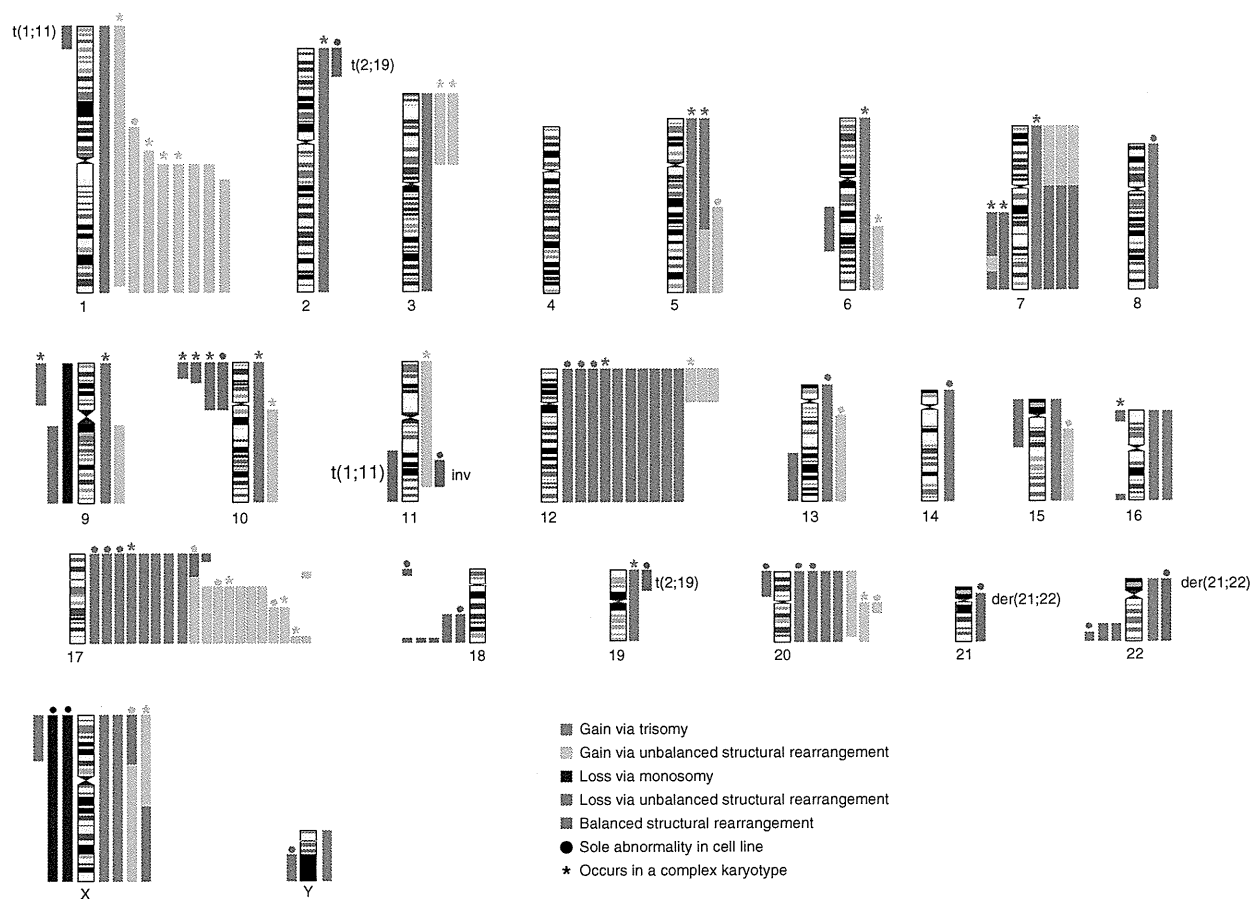 t(1;11)
t(2;19)
1
2
3
4
5
6
7
8
t(1;11)
inv
9
10
11
12
13
14
15
16
t(2;19)
der(21;22)
der(21;22)
17
18
19
20
21
22
Gain via trisomy
Gain via unbalanced structural rearrangement
Loss via monosomy
Loss via unbalanced structural rearrangement
Balanced structural rearrangement
Sole abnormality in cell line
* Occurs in a complex karyotype
X
Y